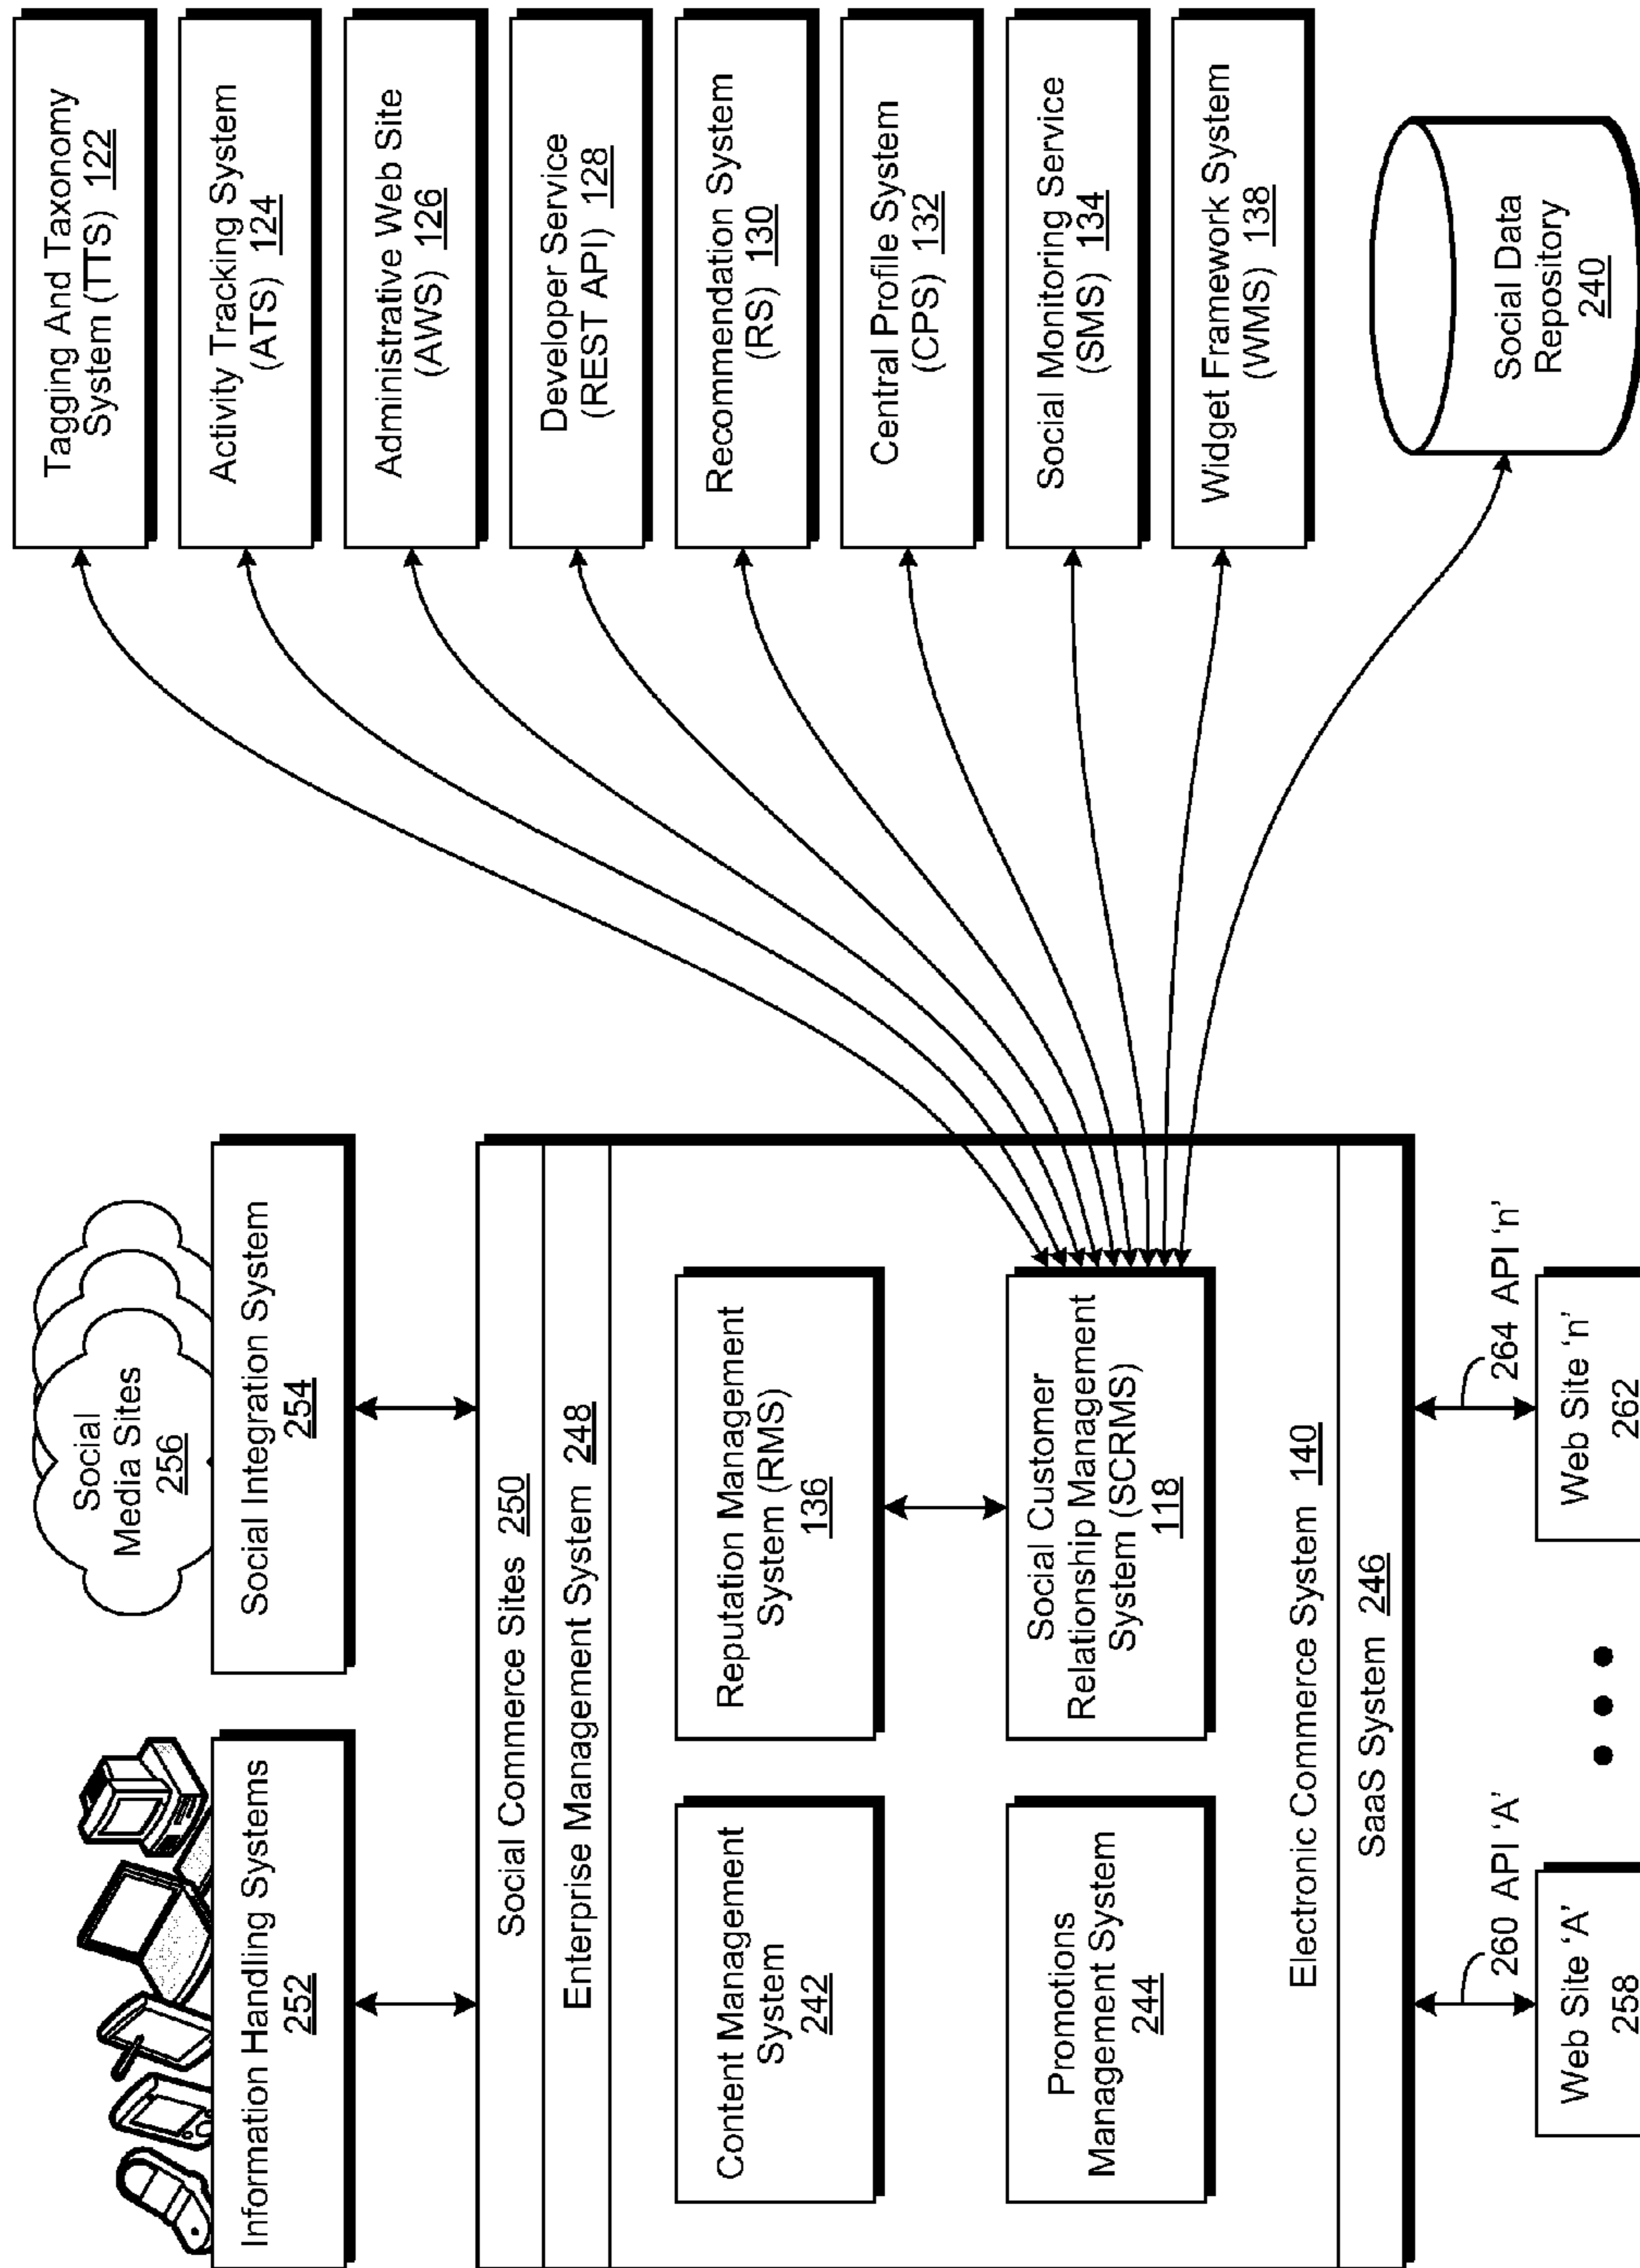 Information Handling Systems
252
Social
Media Sites
256
Social Integration System
254
Social Commerce Sites 250
Enterprise Management System 248
Content Management
System
242
Reputation Management
System (RMS)
136
Promotions
Management System
244
Social Customer
Relationship Management
System (SCRMS)
118
Electronic Commerce System 140
SaaS System 246
260 API ‘A’
264 API ‘n’
Web Site ‘A’
258
Web Site ‘n’
262
Tagging And Taxonomy
System (TTS) 122
Activity Tracking System
(ATS) 124
Administrative Web Site
(AWS) 126
Developer Service
(REST API) 128
Recommendation System
(RS) 130
Central Profile System
(CPS) 132
Social Monitoring Service
(SMS) 134
Widget Framework System
(WMS) 138
Social Data
Repository
240